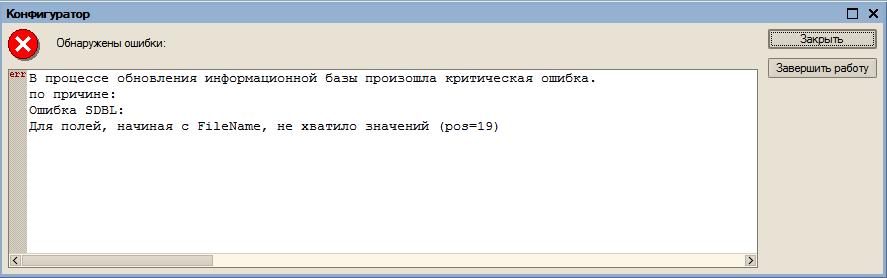 Конфигуратор
Обнаружены ошибки:
Закрыть
Завершить работу
err
В процессе обновления информационной базы произошла критическая ошибка.
по причине:
Ошибка SDBL:
Для полей, начиная с FileName, не хватило значений (pos=19)